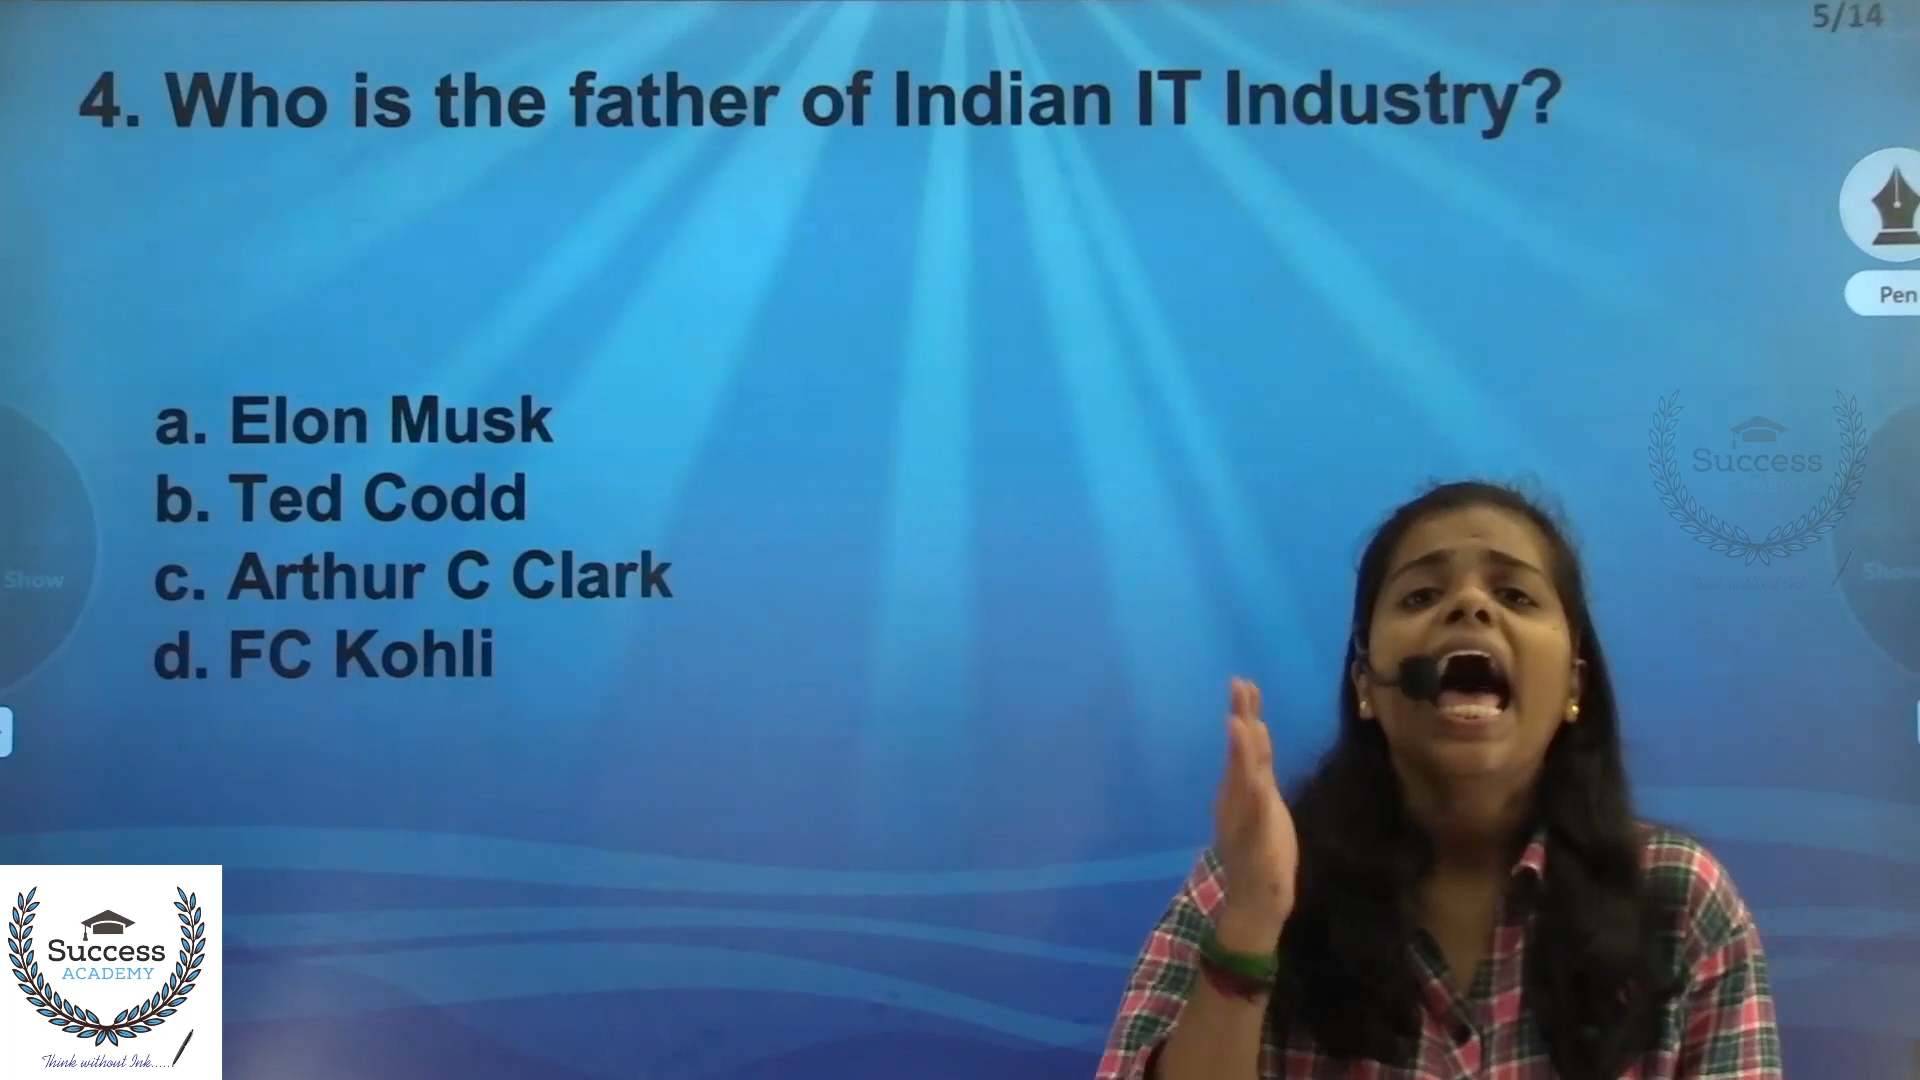 5/14
4. Who is the father of Indian IT Industry?
Pen
a. Elon Musk
b. Ted Codd
c. Arthur C Clark
d. FC Kohli
Show
Success
ACADEMY
Show
Success
ACADEMY
Think without Ink.....